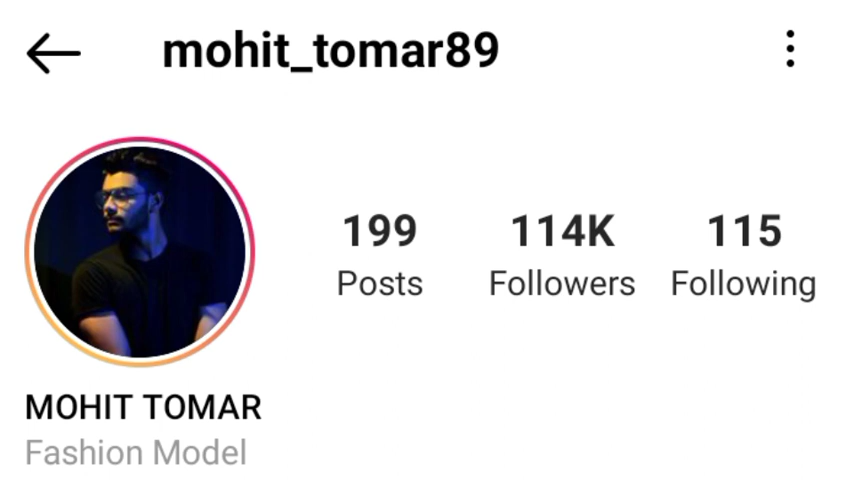 mohit_tomar89
199 114K 115
Posts Followers Following
MOHIT TOMAR
Fashion Model